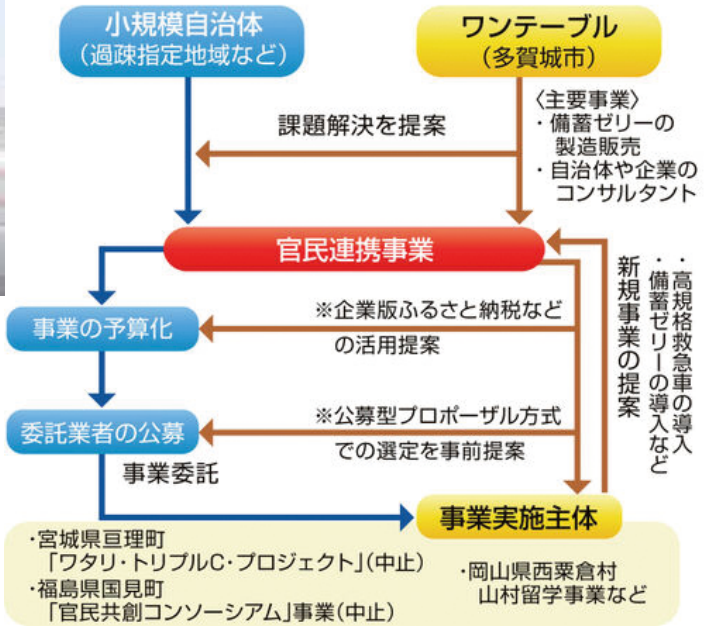 小規模自治体
（過疎指定地域など）
ワンテーブル
（多賀城市）
〈主要事業〉
・備蓄ゼリーの
製造販売
・自治体や企業の
コンサルタント
課題解決を提案
官民連携事業
※企業版ふるさと納税など
の活用提案
事業の予算化
※公募型プロポーザル方式
での選定を事前提案
委託業者の公募
事業委託
新規事業の提案
・高規格救急車の導入
・備蓄ゼリーの導入など
事業実施主体
・宮城県亘理町
「ワタリ・トリプルC・プロジェクト」（中止）
・福島県国見町
「官民共創コンソーシアム」事業（中止）
・岡山県西粟倉村
山村留学事業など